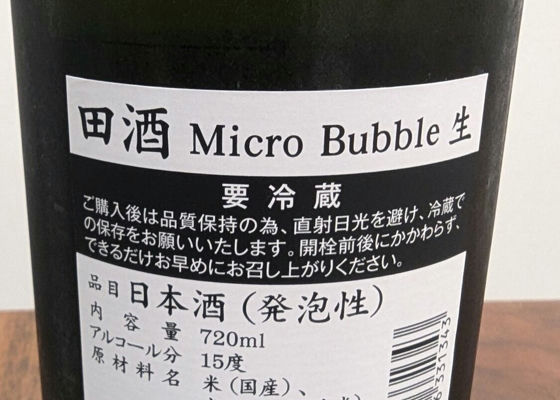 田酒 Micro Bubble 生
要冷蔵
ご購入後は品質保持の為、直射日光を避け、冷蔵で
の保存をお願いいたします。開栓前後にかかわらず、
できるだけお早めにお召し上がりください。
品目 日本酒（発泡性）
内容量 720ml
アルコール分 15度
原材料名 米（国産）、
6331343